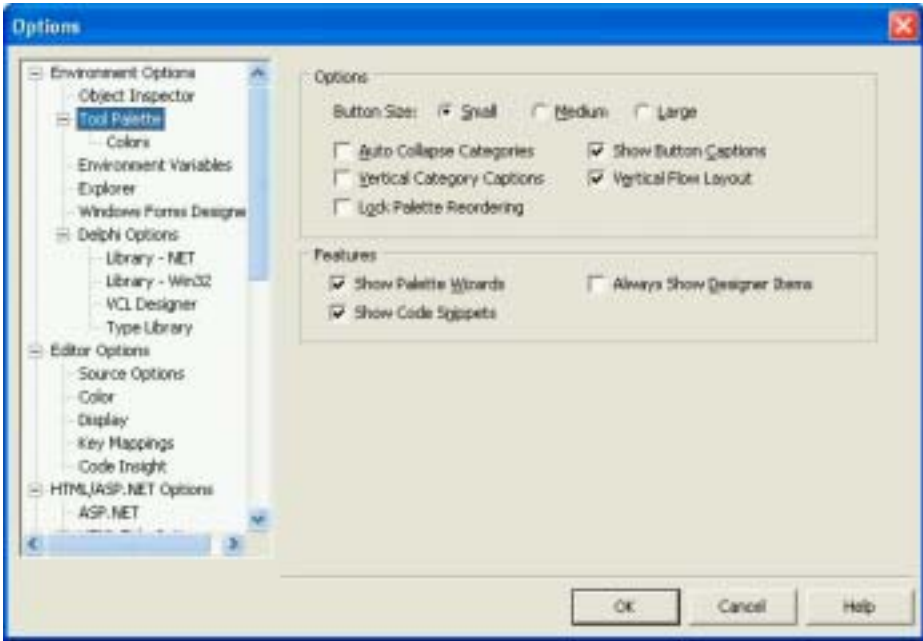 Options
Environment Options
Object Inspector
Tool Palette
Colors
Environment Variables
Explorer
Windows Forms Designe
Delphi Options
Library - NET
Library - Win32
VCL Designer
Type Library
Editor Options
Source Options
Color
Display
Key Mappings
Code Insight
HTML/ASP.NET Options
ASP.NET
Options
Button Size: Small Medium Large
Auto Collapse Categories Show Button Captions
Vertical Category Captions Vertical Flow Layout
Lock Palette Reordering
Features
Show Palette Wizards Always Show Designer Items
Show Code Snippets
OK Cancel Help